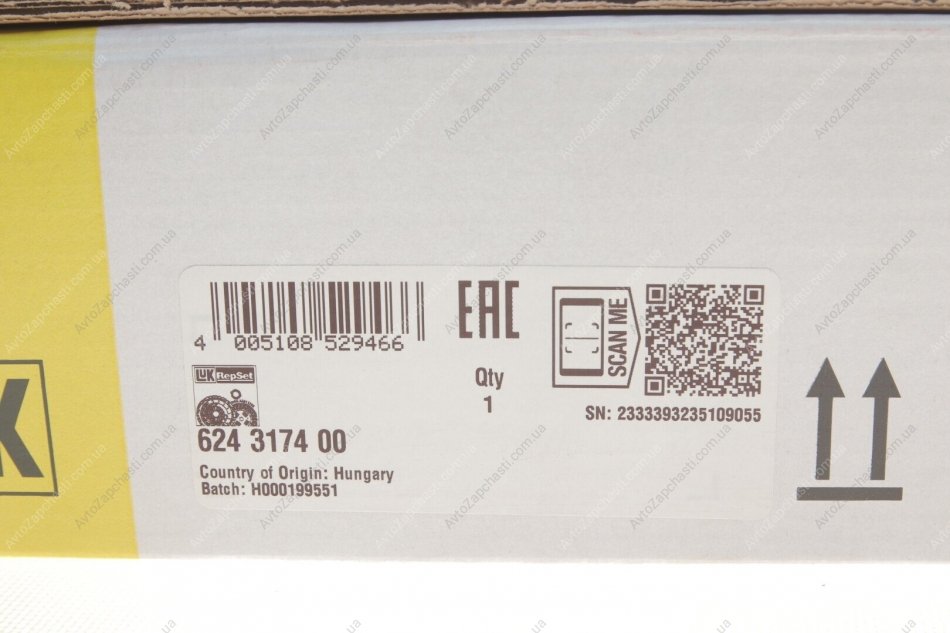 4 005108 529466
EAC
SCAN ME
Qty
1
SN: 2333393235109055
LUK RepSet
624 3174 00
Country of Origin: Hungary
Batch: H000199551
K
AvtoZapchasti.com.ua